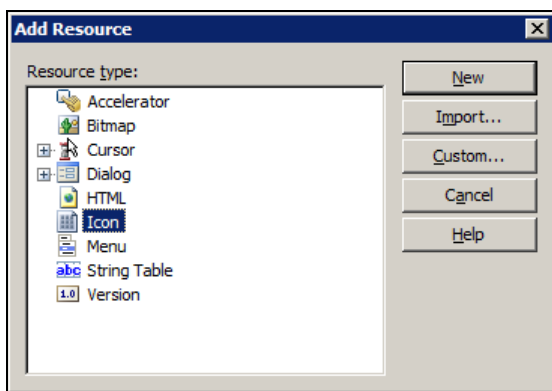 Add Resource
Resource type:
Accelerator
Bitmap
Cursor
Dialog
HTML
Icon
Menu
abc String Table
1.0 Version
New
Import...
Custom...
Cancel
Help